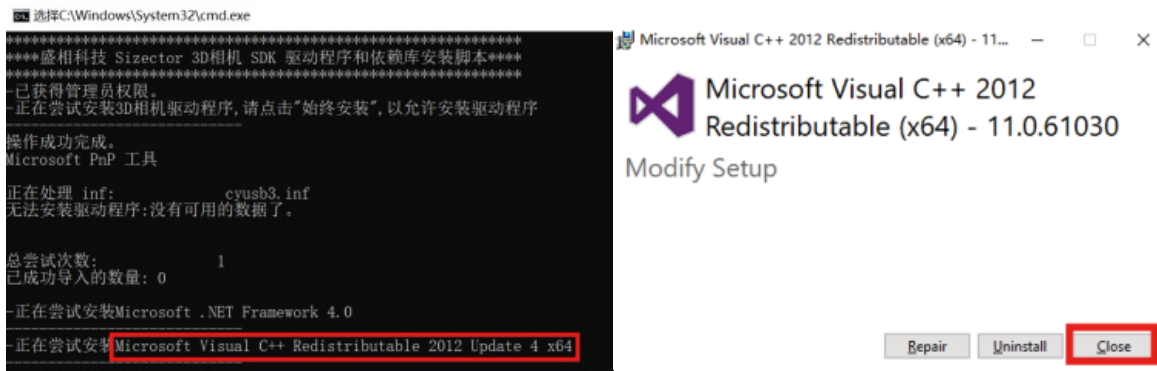 选择C:\Windows\System32\cmd.exe
**************************************************************
****盛相科技 Sizector 3D相机 SDK 驱动程序和依赖库安装脚本****
**************************************************************
-已获得管理员权限。
-正在尝试安装3D相机驱动程序,请点击"始终安装",以允许安装驱动程序
----------------------------
操作成功完成。
Microsoft PnP 工具
正在处理 inf: cyusb3.inf
无法安装驱动程序:没有可用的数据了。
总尝试次数: 1
已成功导入的数量: 0
-正在尝试安装Microsoft .NET Framework 4.0
----------------------------
-正在尝试安装Microsoft Visual C++ Redistributable 2012 Update 4 x64
----------------------------
Microsoft Visual C++ 2012 Redistributable (x64) - 11...
Microsoft Visual C++ 2012
Redistributable (x64) - 11.0.61030
Modify Setup
Repair
Uninstall
Close